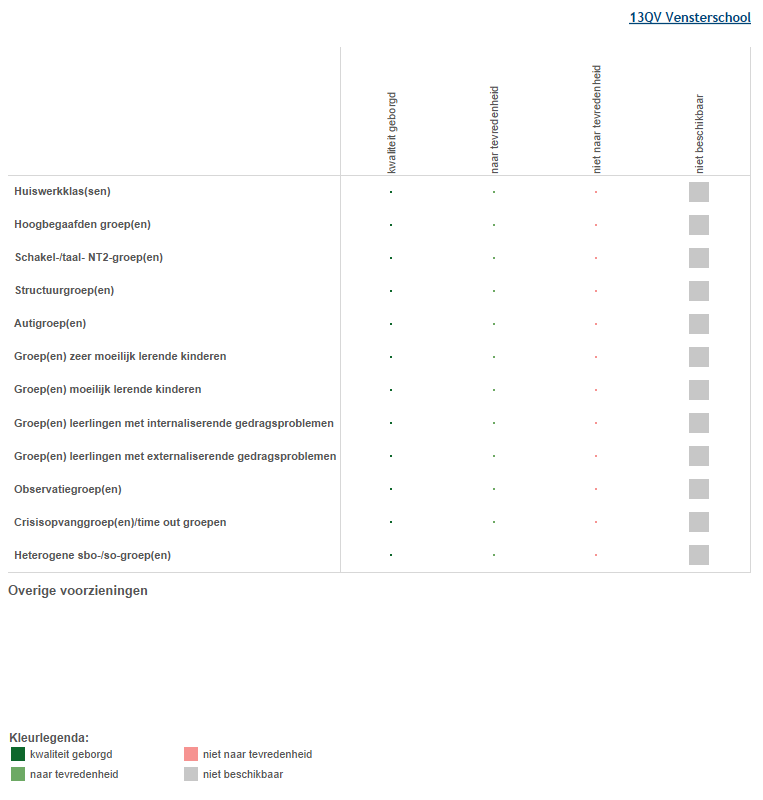 13QV Vensterschool
kwaliteit geborgd
naar tevredenheid
niet naar tevredenheid
niet beschikbaar
Huiswerkklas(sen)
Hoogbegaafden groep(en)
Schakel-/taal- NT2-groep(en)
Structuurgroep(en)
Autigroep(en)
Groep(en) zeer moeilijk lerende kinderen
Groep(en) moeilijk lerende kinderen
Groep(en) leerlingen met internaliserende gedragsproblemen
Groep(en) leerlingen met externaliserende gedragsproblemen
Observatiegroep(en)
Crisisopvanggroep(en)/time out groepen
Heterogene sbo-/so-groep(en)
Overige voorzieningen
Kleurlegenda:
kwaliteit geborgd
niet naar tevredenheid
naar tevredenheid
niet beschikbaar